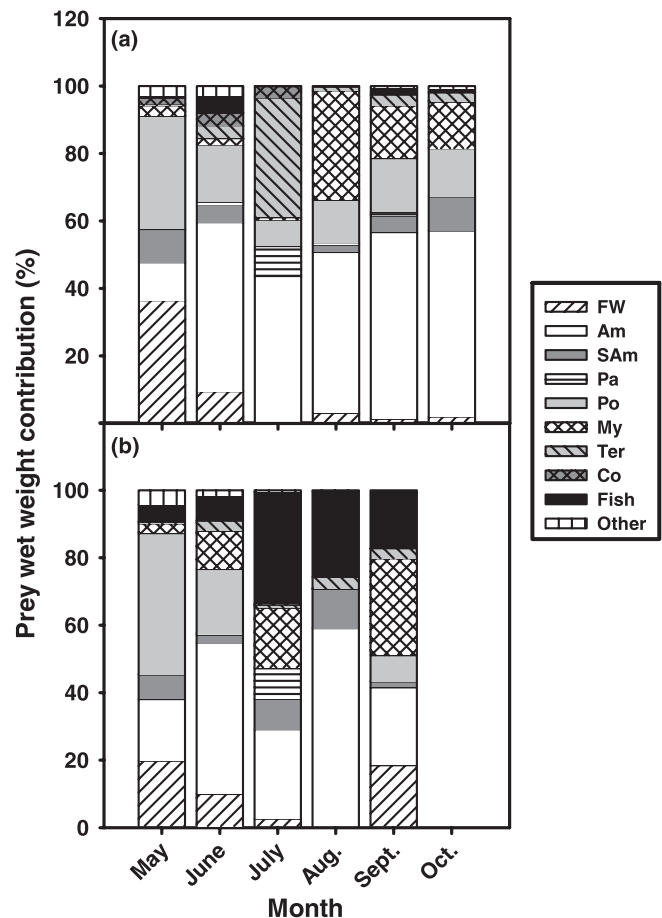 120
(a)
100
80
60
40
20
Prey wet weight contribution (%)
FW
Am
SAm
Pa
Po
My
Ter
Co
Fish
Other
(b)
100
80
60
40
20
0
May
June
July
Aug.
Sept.
Oct.
Month